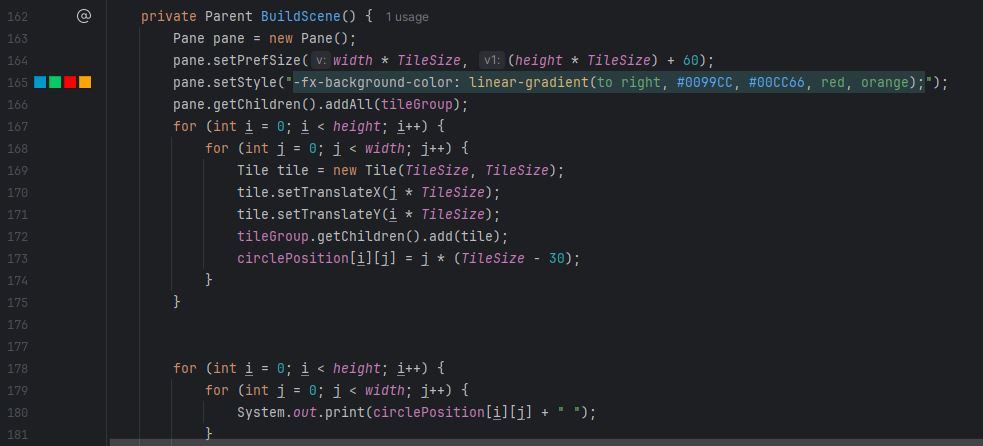 162 @ private Parent BuildScene() { 1 usage
163 Pane pane = new Pane();
164 pane.setPrefSize( v: width * TileSize, v1: (height * TileSize) + 60);
165 pane.setStyle("-fx-background-color: linear-gradient(to right, #0099CC, #00CC66, red, orange);");
166 pane.getChildren().addAll(tileGroup);
167 for (int i = 0; i < height; i++) {
168 for (int j = 0; j < width; j++) {
169 Tile tile = new Tile(TileSize, TileSize);
170 tile.setTranslateX(j * TileSize);
171 tile.setTranslateY(i * TileSize);
172 tileGroup.getChildren().add(tile);
173 circlePosition[i][j] = j * (TileSize - 30);
174 }
175 }
176
177
178 for (int i = 0; i < height; i++) {
179 for (int j = 0; j < width; j++) {
180 System.out.print(circlePosition[i][j] + " ");
181 }